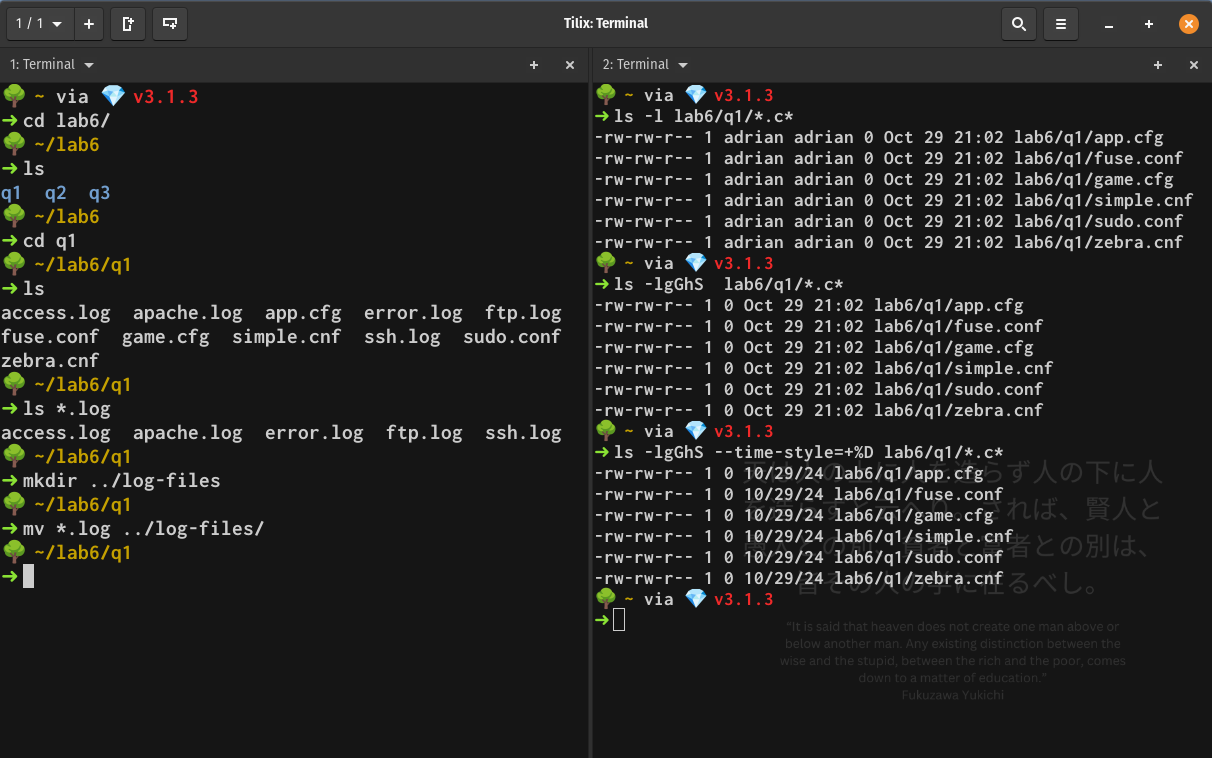 1 / 1
Tilix: Terminal
1: Terminal
~ via v3.1.3
➜ cd lab6/
~/lab6
➜ ls
q1  q2  q3
~/lab6
➜ cd q1
~/lab6/q1
➜ ls
access.log  apache.log  app.cfg  error.log  ftp.log
fuse.conf  game.cfg  simple.cnf  ssh.log  sudo.conf
zebra.cnf
~/lab6/q1
➜ ls *.log
access.log  apache.log  error.log  ftp.log  ssh.log
~/lab6/q1
➜ mkdir ../log-files
~/lab6/q1
➜ mv *.log ../log-files/
~/lab6/q1
➜
2: Terminal
~ via v3.1.3
➜ ls -l lab6/q1/*.c*
-rw-rw-r-- 1 adrian adrian 0 Oct 29 21:02 lab6/q1/app.cfg
-rw-rw-r-- 1 adrian adrian 0 Oct 29 21:02 lab6/q1/fuse.conf
-rw-rw-r-- 1 adrian adrian 0 Oct 29 21:02 lab6/q1/game.cfg
-rw-rw-r-- 1 adrian adrian 0 Oct 29 21:02 lab6/q1/simple.cnf
-rw-rw-r-- 1 adrian adrian 0 Oct 29 21:02 lab6/q1/sudo.conf
-rw-rw-r-- 1 adrian adrian 0 Oct 29 21:02 lab6/q1/zebra.cnf
~ via v3.1.3
➜ ls -lgGhS  lab6/q1/*.c*
-rw-rw-r-- 1 0 Oct 29 21:02 lab6/q1/app.cfg
-rw-rw-r-- 1 0 Oct 29 21:02 lab6/q1/fuse.conf
-rw-rw-r-- 1 0 Oct 29 21:02 lab6/q1/game.cfg
-rw-rw-r-- 1 0 Oct 29 21:02 lab6/q1/simple.cnf
-rw-rw-r-- 1 0 Oct 29 21:02 lab6/q1/sudo.conf
-rw-rw-r-- 1 0 Oct 29 21:02 lab6/q1/zebra.cnf
~ via v3.1.3
➜ ls -lgGhS --time-style=+%D lab6/q1/*.c*
-rw-rw-r-- 1 0 10/29/24 lab6/q1/app.cfg
-rw-rw-r-- 1 0 10/29/24 lab6/q1/fuse.conf
-rw-rw-r-- 1 0 10/29/24 lab6/q1/game.cfg
-rw-rw-r-- 1 0 10/29/24 lab6/q1/simple.cnf
-rw-rw-r-- 1 0 10/29/24 lab6/q1/sudo.conf
-rw-rw-r-- 1 0 10/29/24 lab6/q1/zebra.cnf
~ via v3.1.3
➜
らず人の下に人
されば、賢人と
者との別は、
るべし。
"It is said that heaven does not create one man above or
below another man. Any existing distinction between the
wise and the stupid, between the rich and the poor, comes
down to a matter of education."
Fukuzawa Yukichi